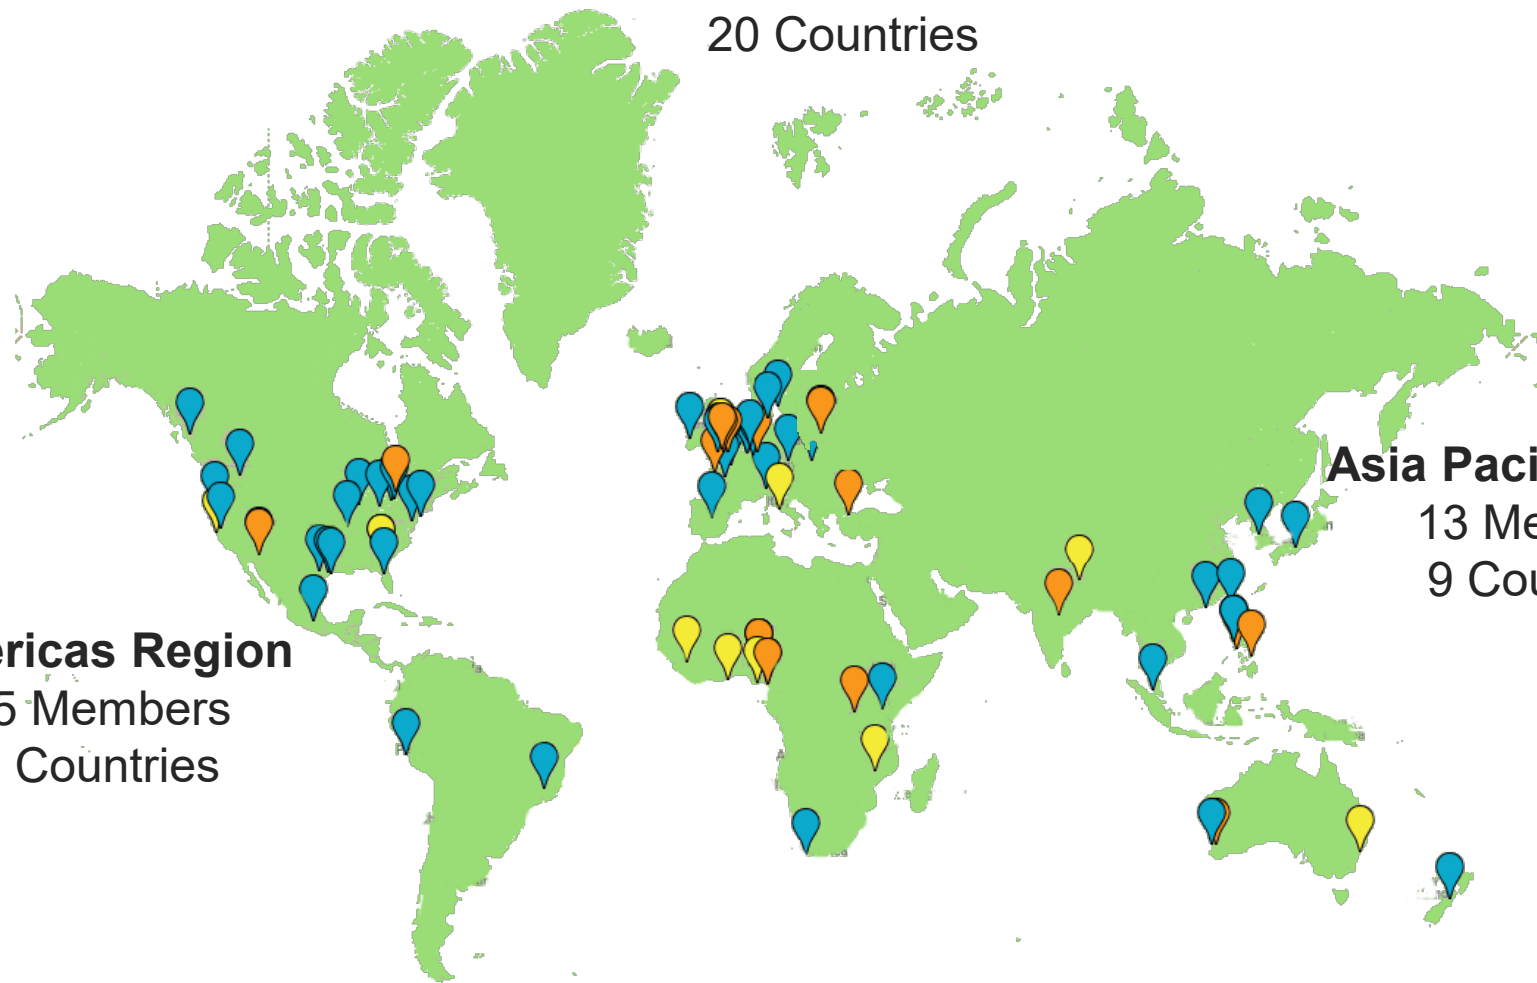 20 Countries
Asia Paci
13 Me
9 Cou
ericas Region
5 Members
Countries